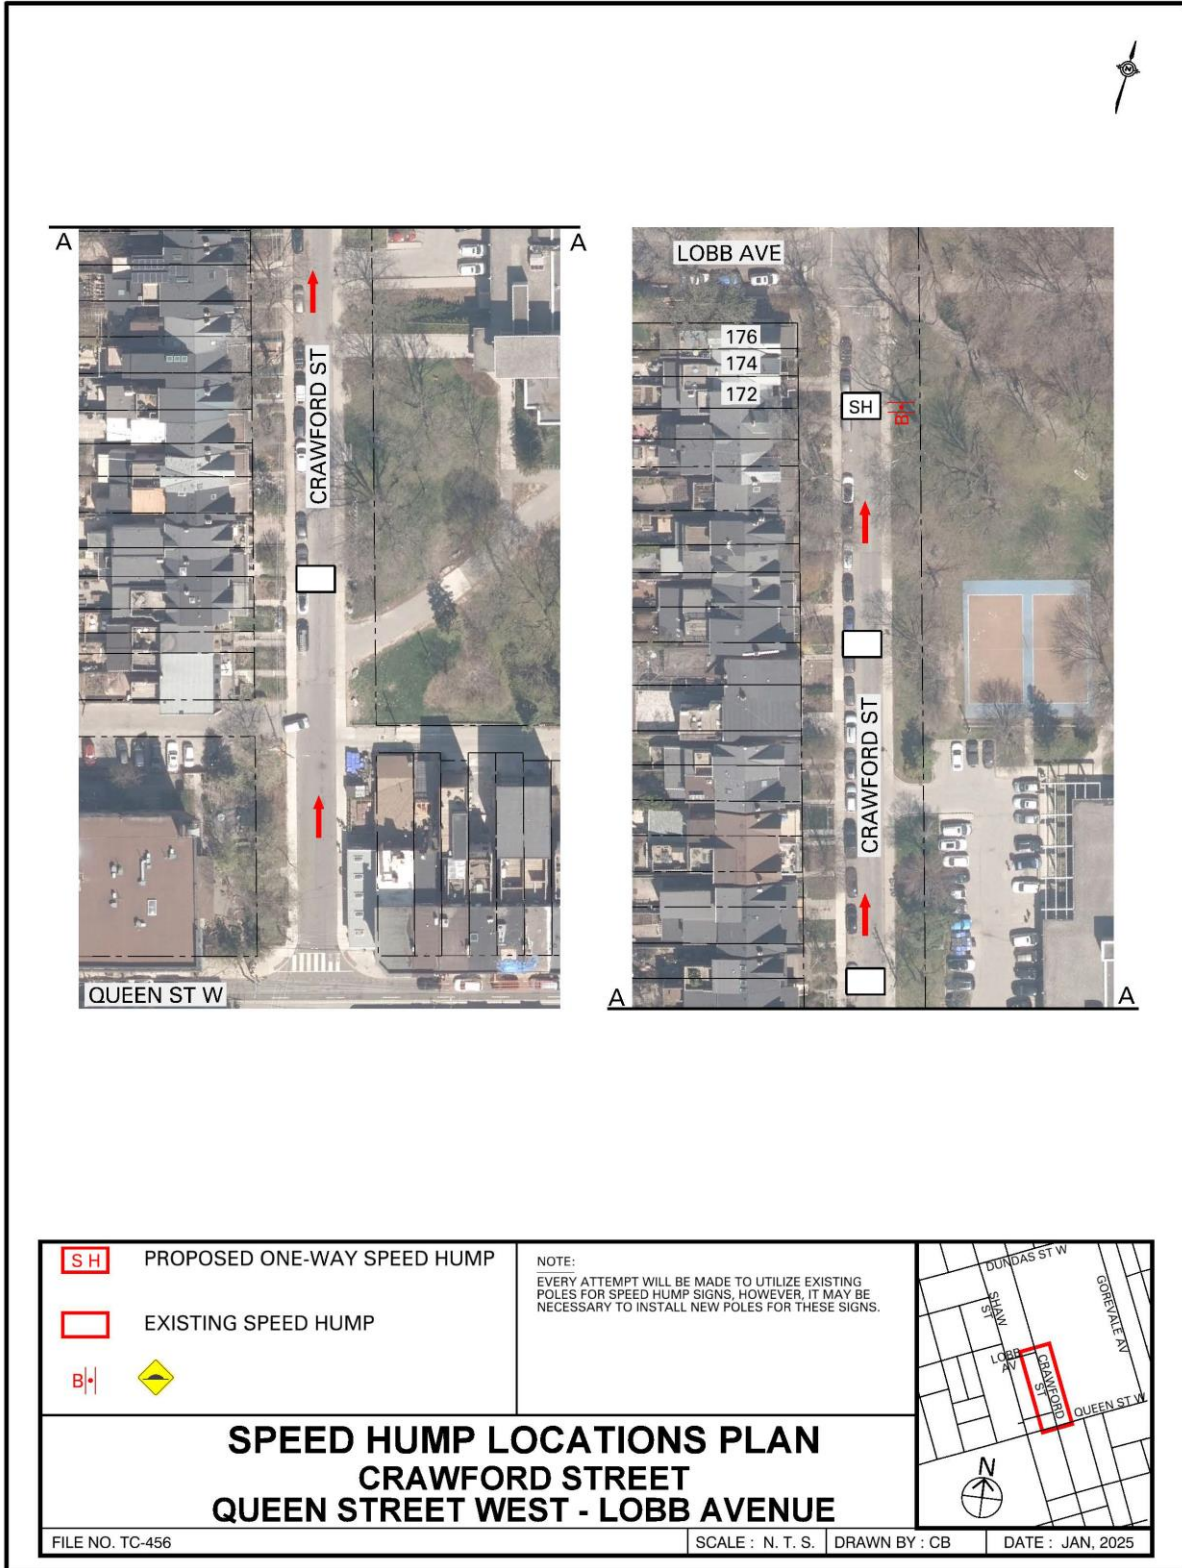 N
A
A
CRAWFORD ST
QUEEN ST W
LOBB AVE
176
174
172
SH
B
CRAWFORD ST
A
A
S H PROPOSED ONE-WAY SPEED HUMP
EXISTING SPEED HUMP
B
NOTE:
EVERY ATTEMPT WILL BE MADE TO UTILIZE EXISTING
POLES FOR SPEED HUMP SIGNS, HOWEVER, IT MAY BE
NECESSARY TO INSTALL NEW POLES FOR THESE SIGNS.
DUNDAS ST W
SHAW
ST
GOREVALE AV
LOBB
AV
CRAWFORD
ST
QUEEN ST W
N
SPEED HUMP LOCATIONS PLAN
CRAWFORD STREET
QUEEN STREET WEST - LOBB AVENUE
FILE NO. TC-456
SCALE : N. T. S.
DRAWN BY : CB
DATE : JAN, 2025